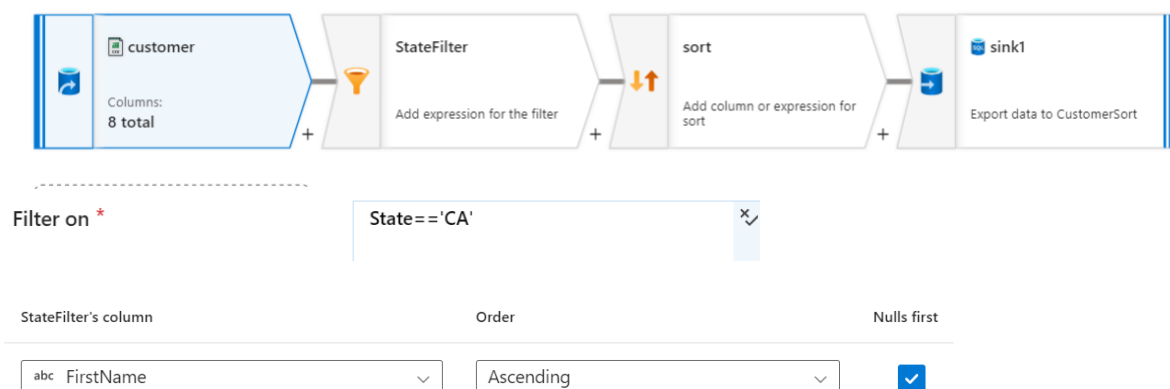 customer
Columns:
8 total
+
StateFilter
Add expression for the filter
+
sort
Add column or expression for
sort
+
SQL
sink1
Export data to CustomerSort
Filter on *
State=='CA'
StateFilter's column Order Nulls first
abc FirstName Ascending